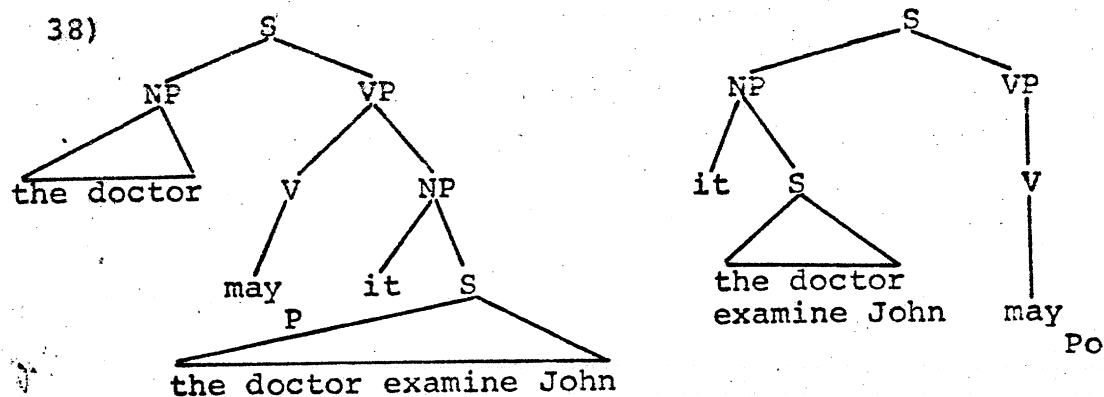 38)
S
S
NP VP
NP VP
the doctor V NP
it S V
may it S
P
the doctor
examine John may
Po
the doctor examine John